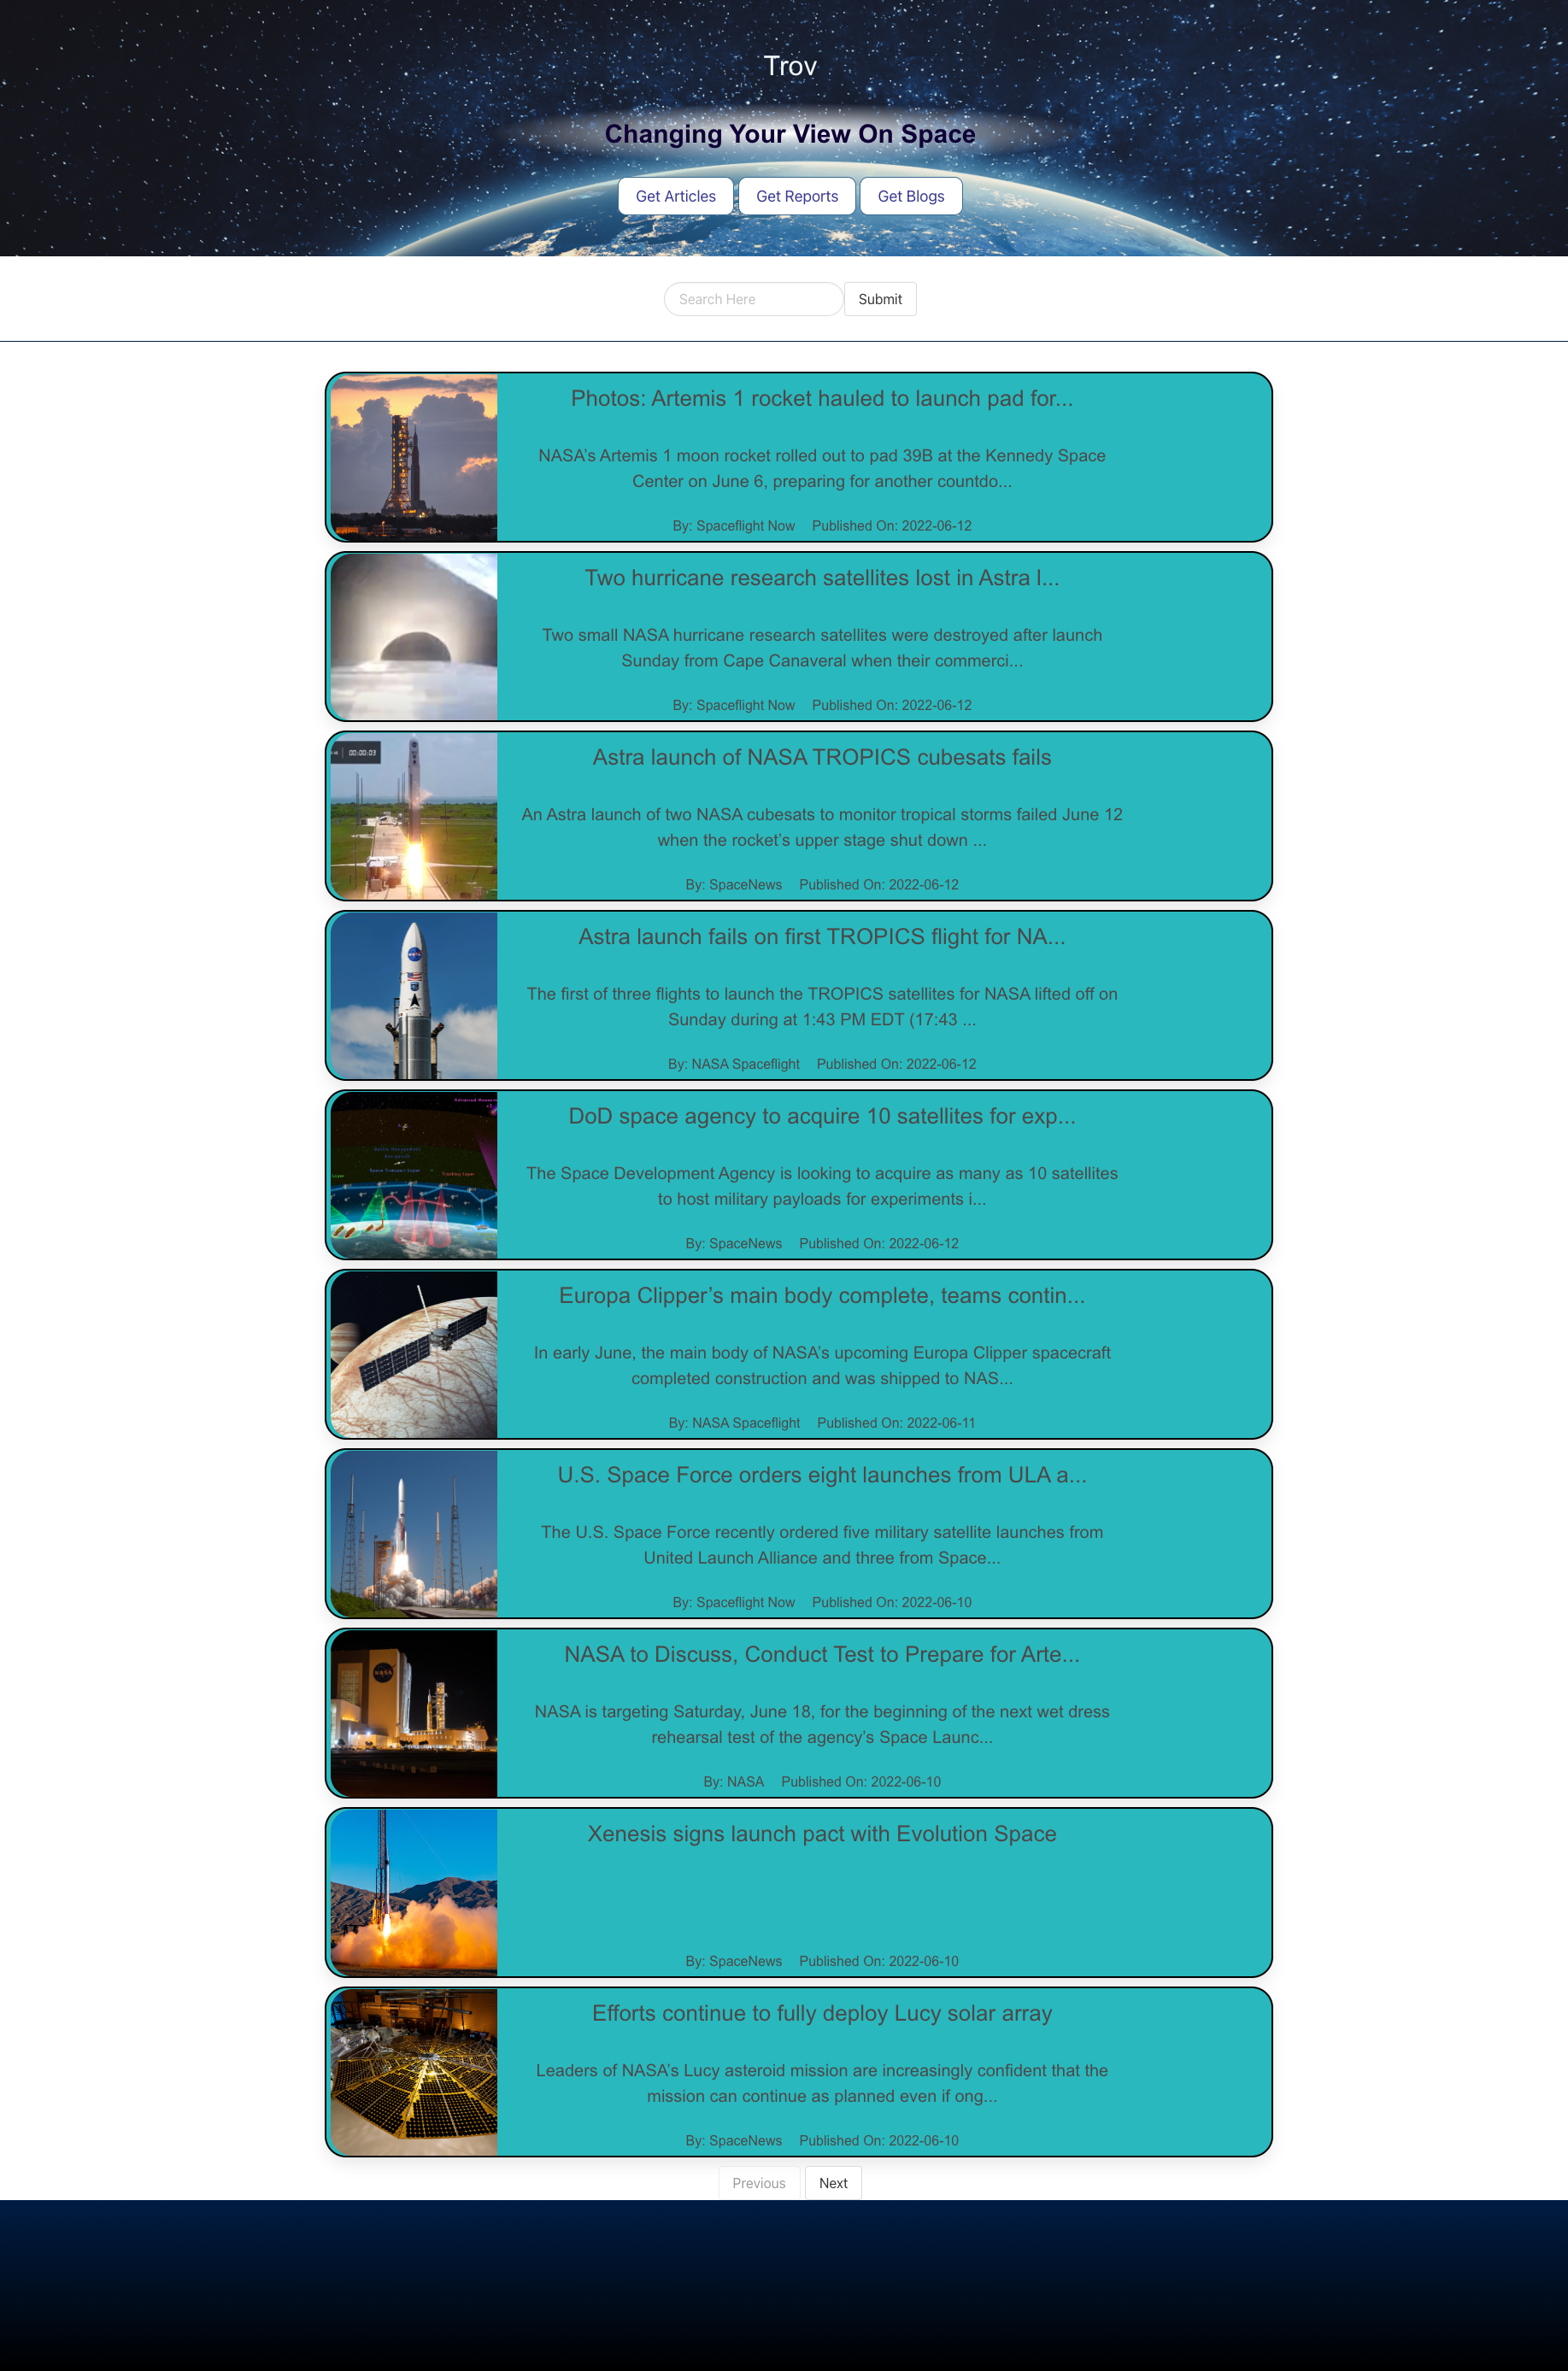 Trov
Changing Your View On Space
Get Articles Get Reports Get Blogs
Search Here Submit
Photos: Artemis 1 rocket hauled to launch pad for...
NASA’s Artemis 1 moon rocket rolled out to pad 39B at the Kennedy Space
Center on June 6, preparing for another countdo...
By: Spaceflight Now Published On: 2022-06-12
Two hurricane research satellites lost in Astra l...
Two small NASA hurricane research satellites were destroyed after launch
Sunday from Cape Canaveral when their commerci...
By: Spaceflight Now Published On: 2022-06-12
00:00:03
Astra launch of NASA TROPICS cubesats fails
An Astra launch of two NASA cubesats to monitor tropical storms failed June 12
when the rocket’s upper stage shut down ...
By: SpaceNews Published On: 2022-06-12
NASA
Astra launch fails on first TROPICS flight for NA...
The first of three flights to launch the TROPICS satellites for NASA lifted off on
Sunday during at 1:43 PM EDT (17:43 ...
By: NASA Spaceflight Published On: 2022-06-12
Space Transport Layer
Tracking Layer
DoD space agency to acquire 10 satellites for exp...
The Space Development Agency is looking to acquire as many as 10 satellites
to host military payloads for experiments i...
By: SpaceNews Published On: 2022-06-12
Europa Clipper’s main body complete, teams contin...
In early June, the main body of NASA’s upcoming Europa Clipper spacecraft
completed construction and was shipped to NAS...
By: NASA Spaceflight Published On: 2022-06-11
U.S. Space Force orders eight launches from ULA a...
The U.S. Space Force recently ordered five military satellite launches from
United Launch Alliance and three from Space...
By: Spaceflight Now Published On: 2022-06-10
NASA
NASA to Discuss, Conduct Test to Prepare for Arte...
NASA is targeting Saturday, June 18, for the beginning of the next wet dress
rehearsal test of the agency’s Space Launc...
By: NASA Published On: 2022-06-10
Xenesis signs launch pact with Evolution Space
By: SpaceNews Published On: 2022-06-10
Efforts continue to fully deploy Lucy solar array
Leaders of NASA’s Lucy asteroid mission are increasingly confident that the
mission can continue as planned even if ong...
By: SpaceNews Published On: 2022-06-10
Previous Next